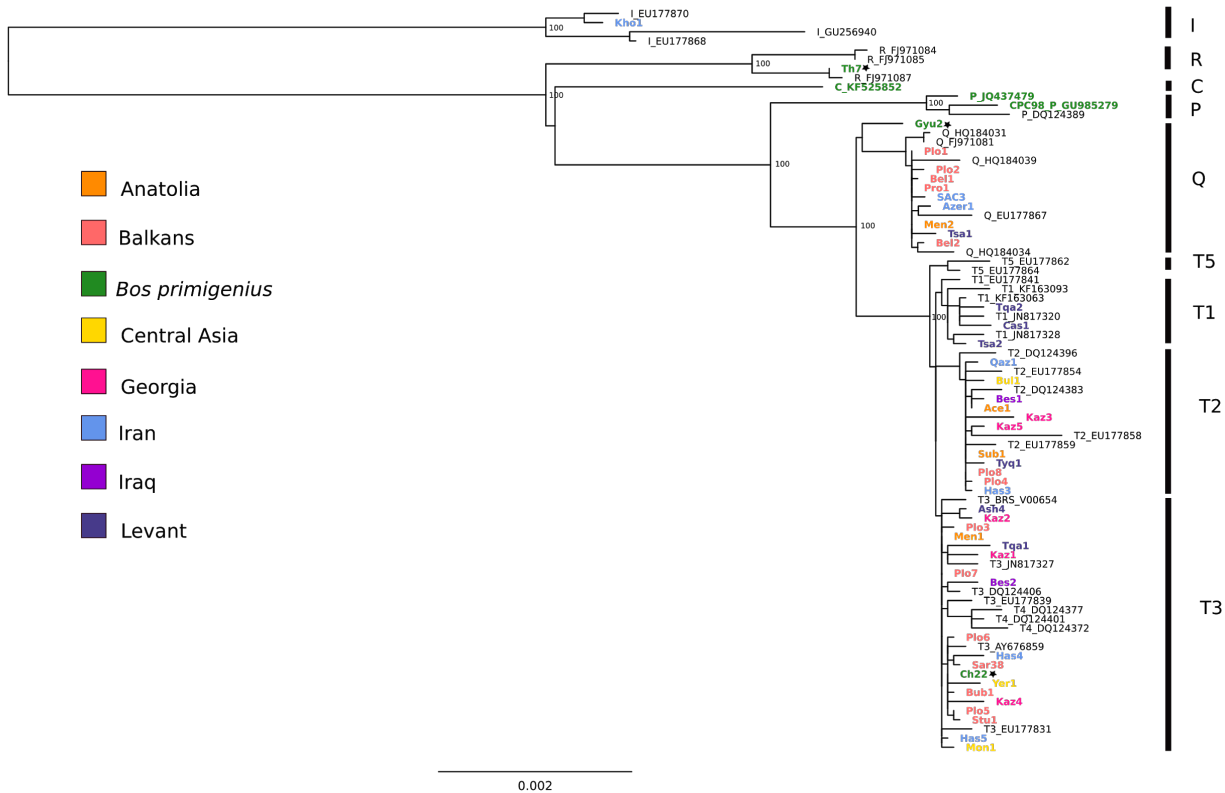 I_EU177870
Kho1
100
I_GU256940
I_EU177868
I
R_FJ971084
R_FJ971085
100
Th7
R_FJ971087
R
C_KF525852
C
100
P_JQ437479
100
CPC98_P_GU985279
P_DQ124389
P
Gyu2
Q_HQ184031
Q_FJ971081
Plo1
Q_HQ184039
100
Plo2
Bel1
Pro1
SAC3
Azer1
Q_EU177867
Men2
100
Tsa1
Bel2
Q_HQ184034
Q
T5_EU177862
T5_EU177864
T5
T1_EU177841
T1_KF163093
T1_KF163063
Tqa2
T1_JN817320
100
Cas1
T1_JN817328
Tsa2
T1
T2_DQ124396
Qaz1
T2_EU177854
Bul1
T2_DQ124383
Bes1
Ace1
Kaz3
Kaz5
T2_EU177858
T2_EU177859
Sub1
Tyq1
Plo8
Plo4
Has3
T2
T3_BRS_V00654
Ash4
Kaz2
Plo3
Men1
Tqa1
Kaz1
T3_JN817327
Plo7
Bes2
T3_DQ124406
T3_EU177839
T4_DQ124377
T4_DQ124401
T4_DQ124372
Plo6
T3_AY676859
Has4
Sar38
Ch22
Yer1
Bub1
Kaz4
Plo5
Stu1
T3_EU177831
Has5
Mon1
T3
Anatolia
Balkans
Bos primigenius
Central Asia
Georgia
Iran
Iraq
Levant
0.002